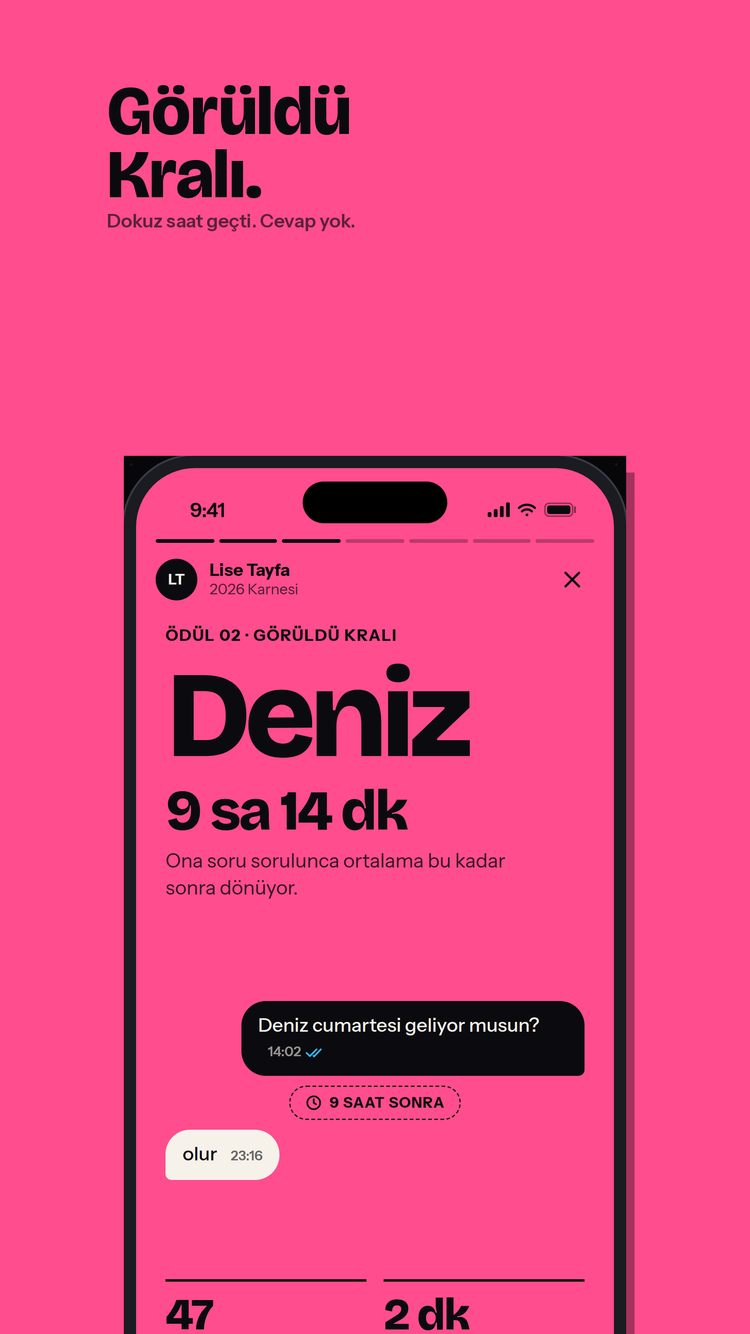 Görüldü
Kralı.
Dokuz saat geçti. Cevap yok.
9:41
LT
Lise Tayfa
2026 Karnesi
ÖDÜL 02 · GÖRÜLDÜ KRALI
Deniz
9 sa 14 dk
Ona soru sorulunca ortalama bu kadar
sonra dönüyor.
Deniz cumartesi geliyor musun?
14:02
9 SAAT SONRA
olur 23:16
47
2 dk